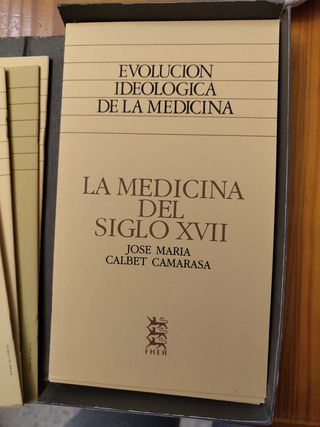 EVOLUCION
IDEOLOGICA
DE LA MEDICINA
LA MEDICINA
DEL
SIGLO XVII
JOSE MARIA
CALBET CAMARASA
FHER